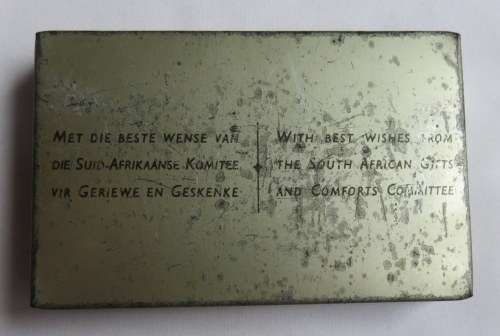 MET DIE BESTE WENSE VAN
DIE SUID-AFRIKAANSE KOMITEE
VIR GERIEWE EN GESKENKE
WITH BEST WISHES FROM
THE SOUTH AFRICAN GIFTS
AND COMFORTS COMMITTEE